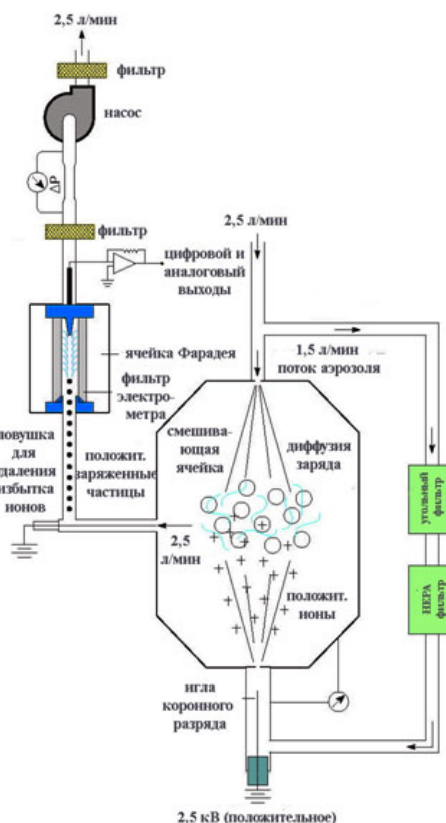 2,5 л/мин
фильтр
насос
ΔP
фильтр
2,5 л/мин
цифровой и
аналоговый
выходы
1,5 л/мин
поток аэрозоля
ячейка Фарадея
фильтр
электро-
метра
смешива-
ющая
ячейка
диффузия
заряда
ловушка
для
удаления
избытка
ионов
положит.
заряженные
частицы
2,5
л/мин
угольный
фильтр
HEPA
фильтр
положит.
ионы
игла
коронного
разряда
2,5 кВ (положительное)